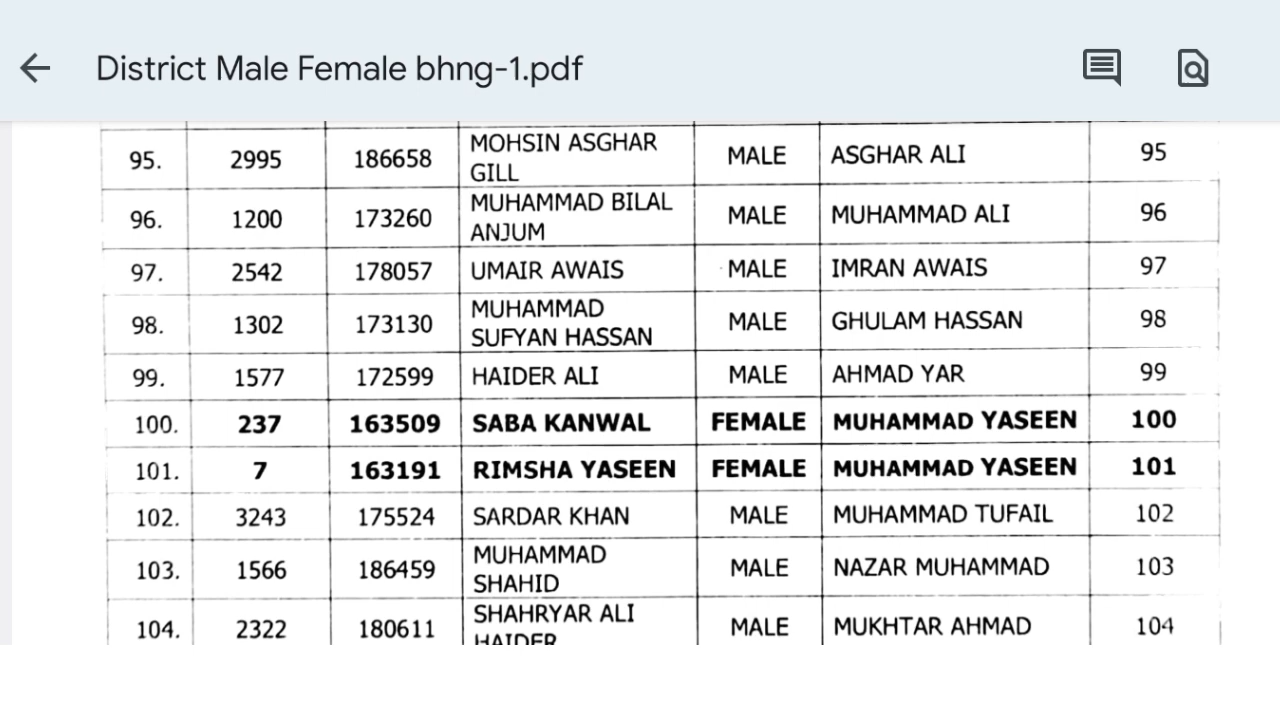 District Male Female bhng-1.pdf
95. 2995 186658 MOHSIN ASGHAR GILL MALE ASGHAR ALI 95
96. 1200 173260 MUHAMMAD BILAL ANJUM MALE MUHAMMAD ALI 96
97. 2542 178057 UMAIR AWAIS MALE IMRAN AWAIS 97
98. 1302 173130 MUHAMMAD SUFYAN HASSAN MALE GHULAM HASSAN 98
99. 1577 172599 HAIDER ALI MALE AHMAD YAR 99
100. 237 163509 SABA KANWAL FEMALE MUHAMMAD YASEEN 100
101. 7 163191 RIMSHA YASEEN FEMALE MUHAMMAD YASEEN 101
102. 3243 175524 SARDAR KHAN MALE MUHAMMAD TUFAIL 102
103. 1566 186459 MUHAMMAD SHAHID MALE NAZAR MUHAMMAD 103
104. 2322 180611 SHAHRYAR ALI HAIDER MALE MUKHTAR AHMAD 104